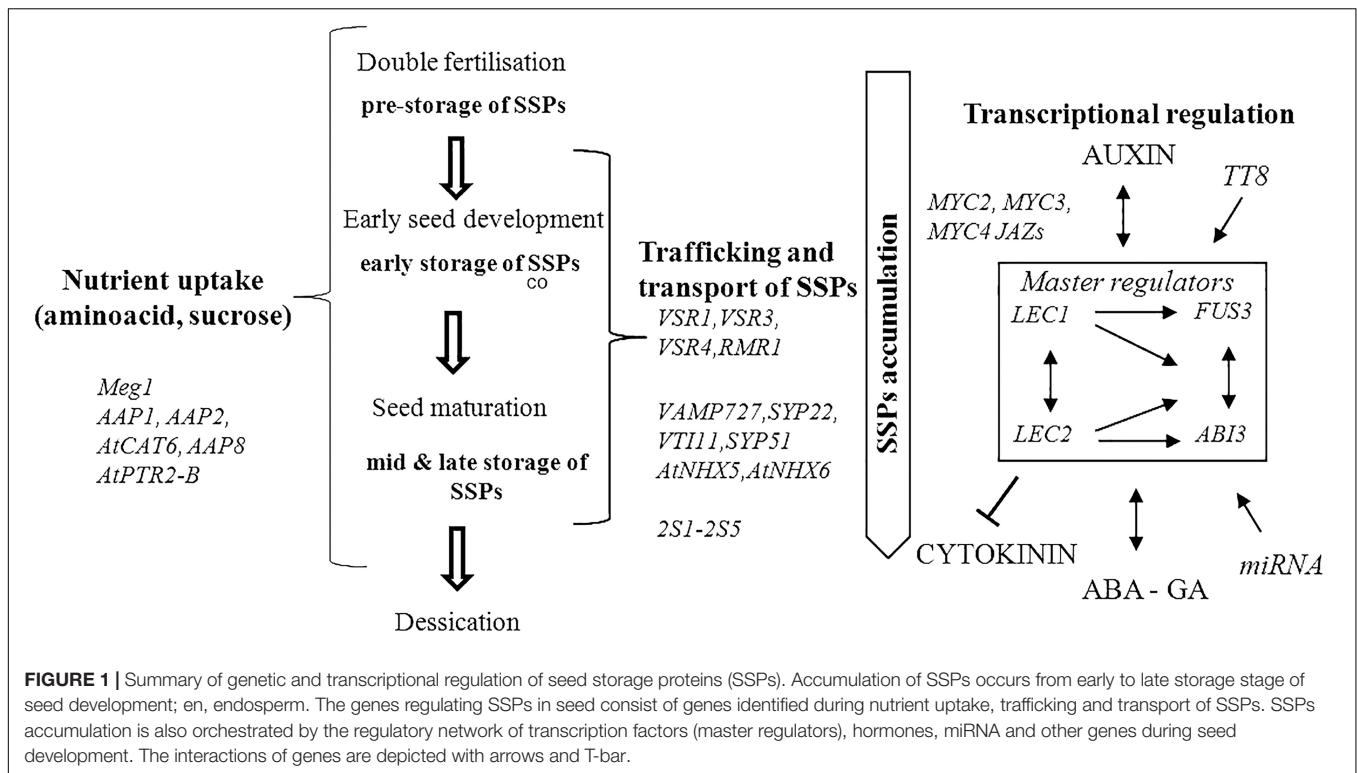 Nutrient uptake
(aminoacid, sucrose)
Meg1
AAP1, AAP2,
AtCAT6, AAP8
AtPTR2-B
Double fertilisation
pre-storage of SSPs
Early seed development
early storage of SSPs
CO
Seed maturation
mid & late storage of
SSPs
Dessication
Trafficking and
transport of SSPs
VSR1,VSR3,
VSR4,RMR1
VAMP727,SYP22,
VTI11,SYP51
AtNHX5,AtNHX6
2S1-2S5
SSPs accumulation
Transcriptional regulation
AUXIN
TT8
MYC2, MYC3,
MYC4 JAZs
Master regulators
LEC1 FUS3
LEC2 ABI3
CYTOKININ
ABA - GA
miRNA
FIGURE 1 | Summary of genetic and transcriptional regulation of seed storage proteins (SSPs). Accumulation of SSPs occurs from early to late storage stage of
seed development; en, endosperm. The genes regulating SSPs in seed consist of genes identified during nutrient uptake, trafficking and transport of SSPs. SSPs
accumulation is also orchestrated by the regulatory network of transcription factors (master regulators), hormones, miRNA and other genes during seed
development. The interactions of genes are depicted with arrows and T-bar.